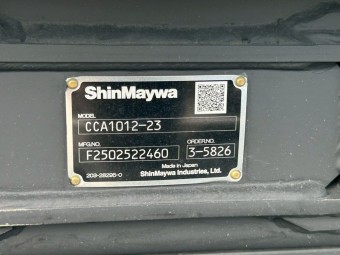 ShinMaywa
MODEL
CCA1012-23
MFG.NO. ORDER.NO.
F2502522460 3-5826
Made in Japan
203-28295-0 ShinMaywa Industries, Ltd.